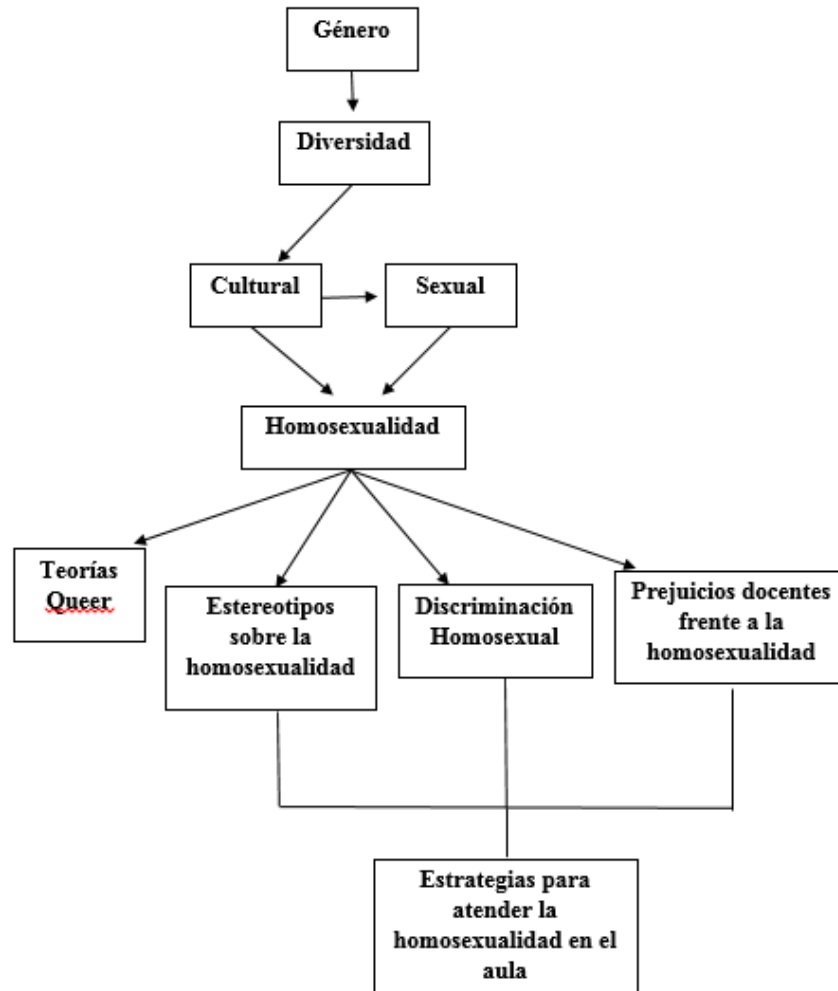 Género
Diversidad
Cultural
Sexual
Homosexualidad
Teorías
Queer
Estereotipos
sobre la
homosexualidad
Discriminación
Homosexual
Prejuicios docentes
frente a la
homosexualidad
Estrategias para
atender la
homosexualidad en el
aula